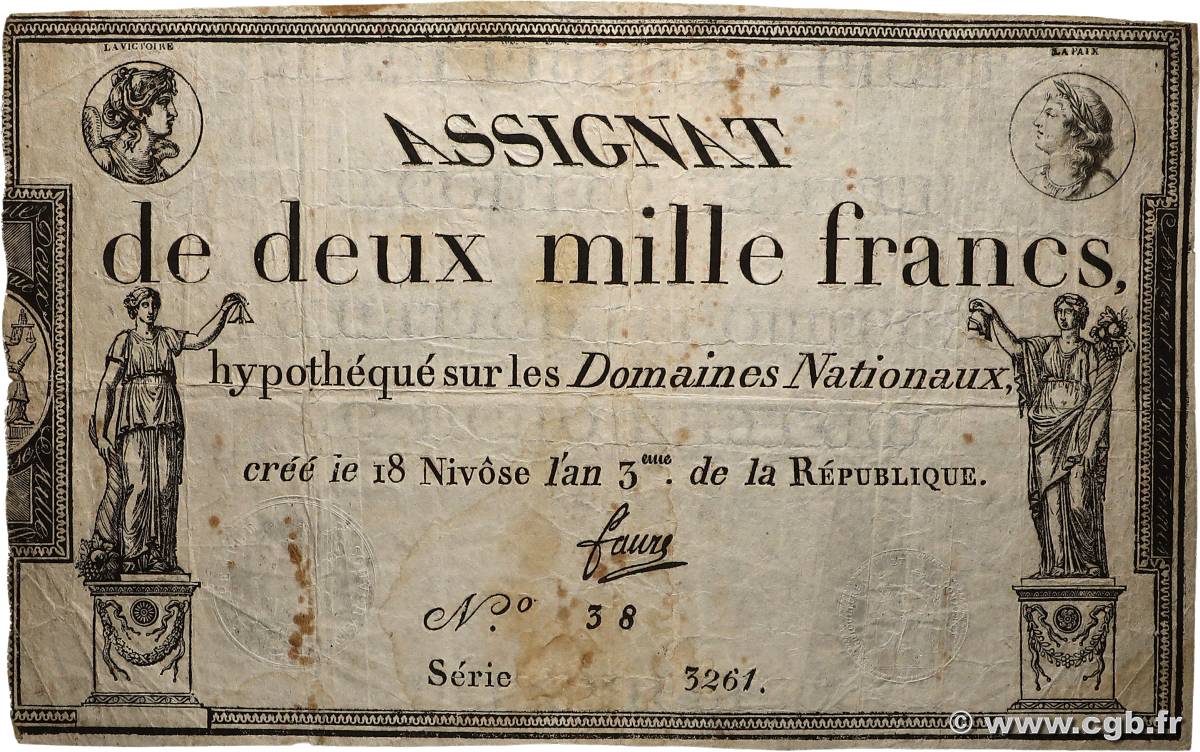 LA VICTOIRE
LA PAIX
ASSIGNAT
de deux mille francs,
hypothéqué sur les Domaines Nationaux,
créé le 18 Nivôse l'an 3eme. de la RÉPUBLIQUE.
faure
N.o 38
Série 3261.
© www.cgb.fr